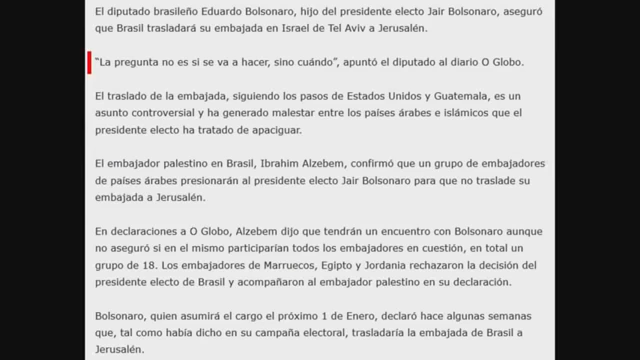 El diputado brasileño Eduardo Bolsonaro, hijo del presidente electo Jair Bolsonaro, aseguró
que Brasil trasladará su embajada en Israel de Tel Aviv a Jerusalén.
“La pregunta no es si se va a hacer, sino cuándo”, apuntó el diputado al diario O Globo.
El traslado de la embajada, siguiendo los pasos de Estados Unidos y Guatemala, es un
asunto controversial y ha generado malestar entre los países árabes e islámicos que el
presidente electo ha tratado de apaciguar.
El embajador palestino en Brasil, Ibrahim Alzebem, confirmó que un grupo de embajadores
de países árabes presionarán al presidente electo Jair Bolsonaro para que no traslade su
embajada a Jerusalén.
En declaraciones a O Globo, Alzebem dijo que tendrán un encuentro con Bolsonaro aunque
no aseguró si en el mismo participarían todos los embajadores en cuestión, en total un
grupo de 18. Los embajadores de Marruecos, Egipto y Jordania rechazaron la decisión del
presidente electo de Brasil y acompañaron al embajador palestino en su declaración.
Bolsonaro, quien asumirá el cargo el próximo 1 de Enero, declaró hace algunas semanas
que, tal como había dicho en su campaña electoral, trasladaría la embajada de Brasil a
Jerusalén.